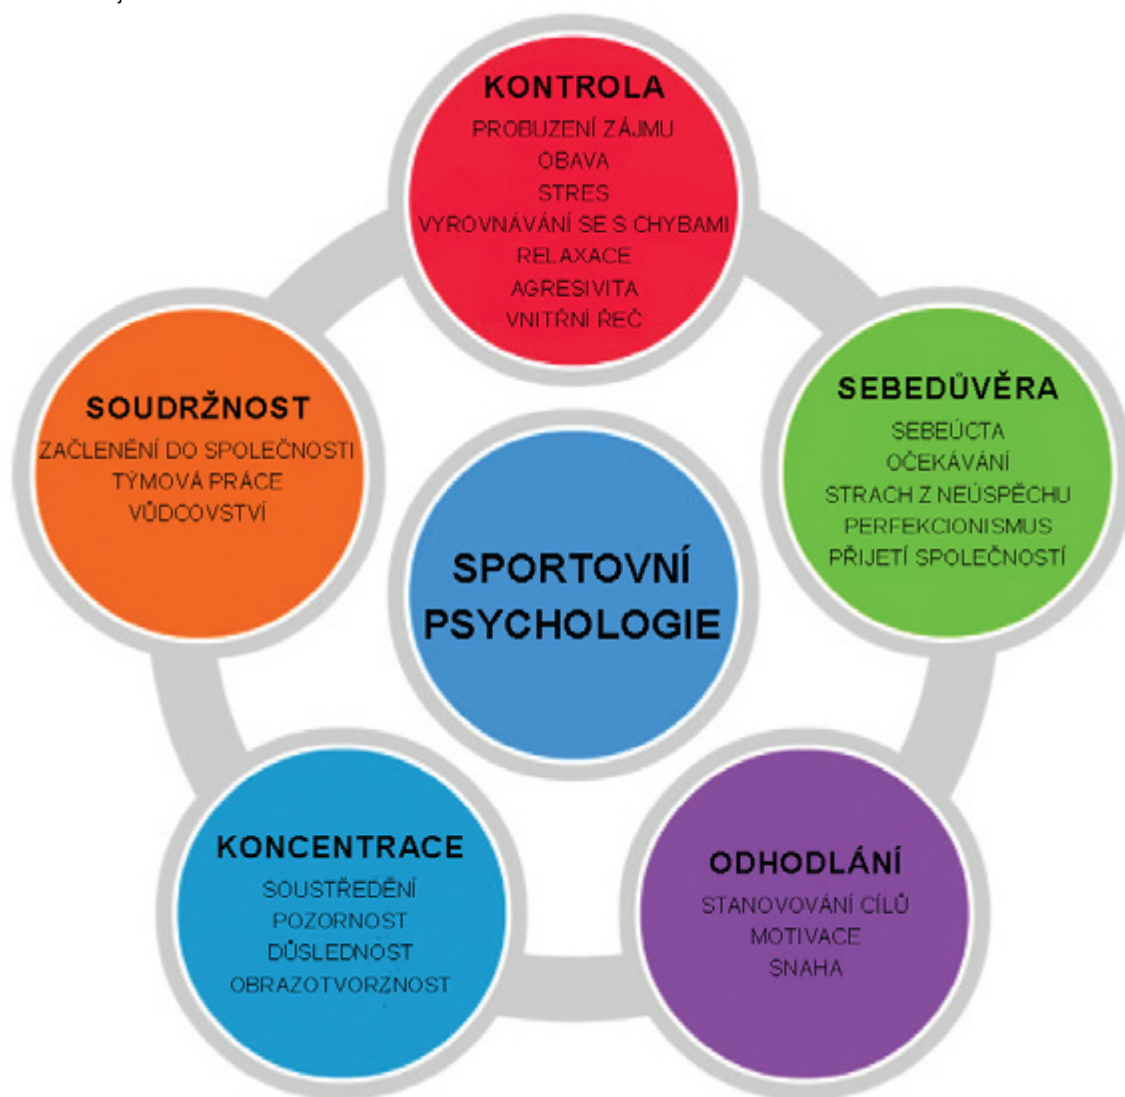 KONTROLA
PROBUZENÍ ZÁJMU
OBAVA
STRES
VYROVNÁVÁNÍ SE S CHYBAMI
RELAXACE
AGRESIVITA
VNITŘNÍ ŘEČ
SEBEDŮVĚRA
SEBEÚCTA
OČEKÁVÁNÍ
STRACH Z NEÚSPĚCHU
PERFEKCIONISMUS
PŘIJETÍ SPOLEČNOSTÍ
SOUDRŽNOST
ZAČLENĚNÍ DO SPOLEČNOSTI
TÝMOVÁ PRÁCE
VŮDCOVSTVÍ
SPORTOVNÍ
PSYCHOLOGIE
KONCENTRACE
SOUSTŘEDĚNÍ
POZORNOST
DŮSLEDNOST
OBRAZOTVORZNOST
ODHODLÁNÍ
STANOVOVÁNÍ CÍLŮ
MOTIVACE
SNAHA